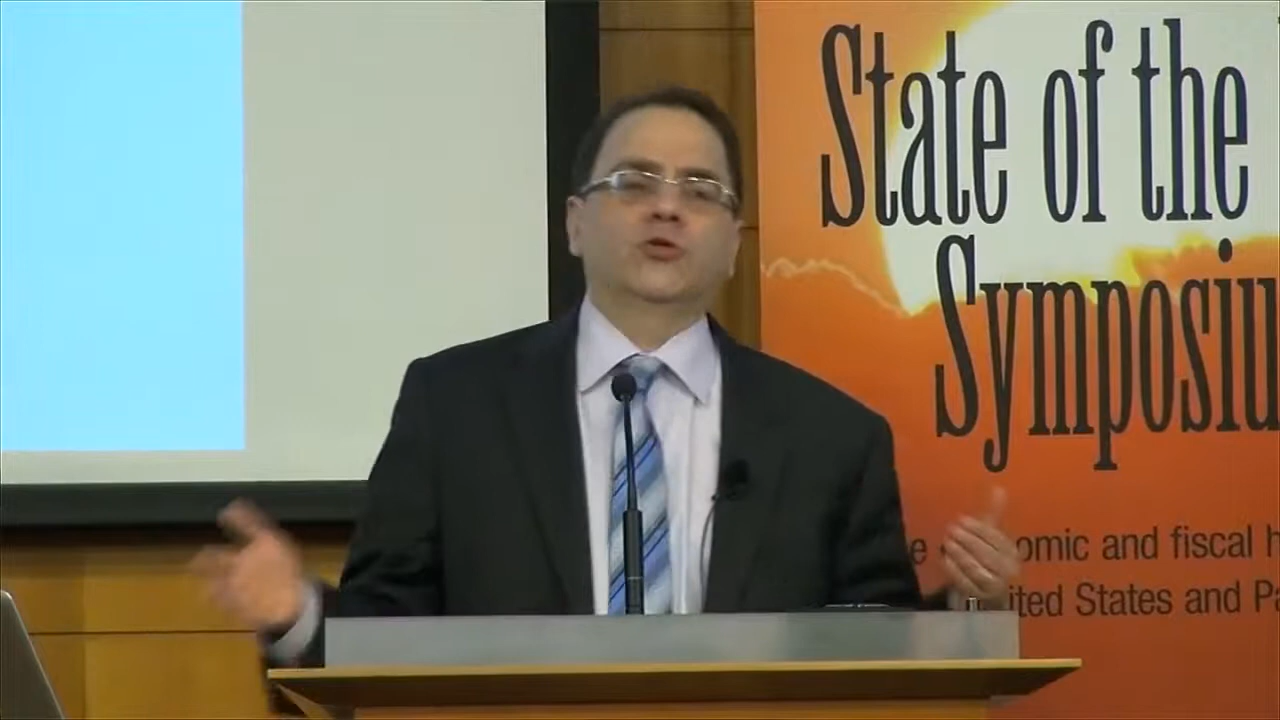 State of the
Symposiu
omic and fiscal h
ited States and Pa